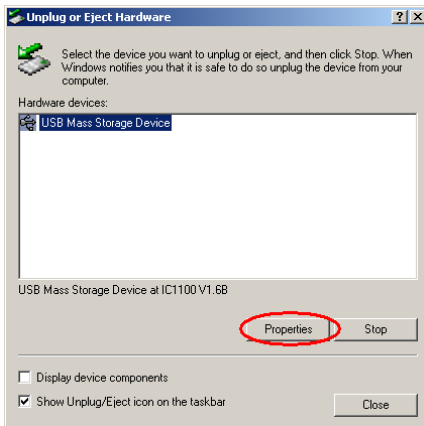 Unplug or Eject Hardware
Select the device you want to unplug or eject, and then click Stop. When
Windows notifies you that it is safe to do so unplug the device from your
computer.
Hardware devices:
USB Mass Storage Device
USB Mass Storage Device at IC1100 V1.6B
Properties Stop
Display device components
Show Unplug/Eject icon on the taskbar
Close